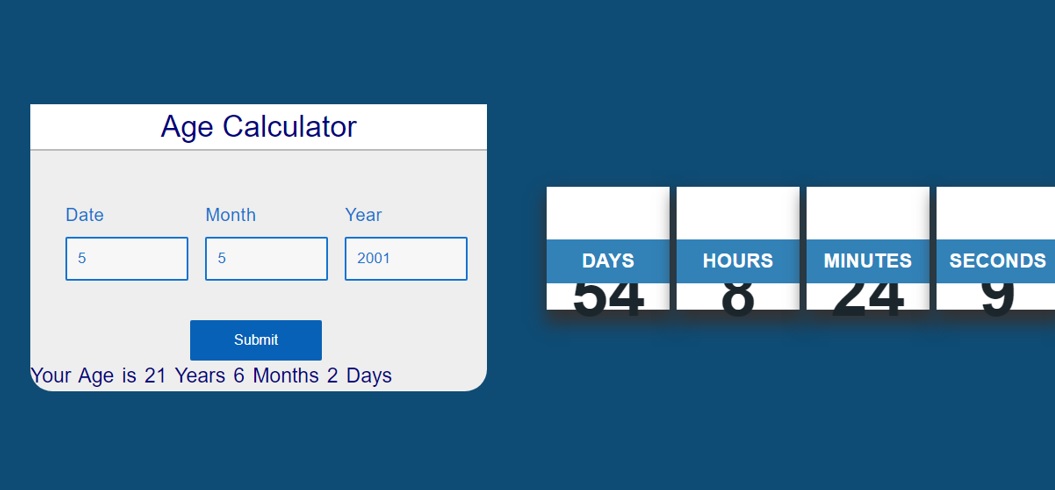 Age Calculator
Date Month Year
5 5 2001
Submit
Your Age is 21 Years 6 Months 2 Days
DAYS HOURS MINUTES SECONDS
54 8 24 9